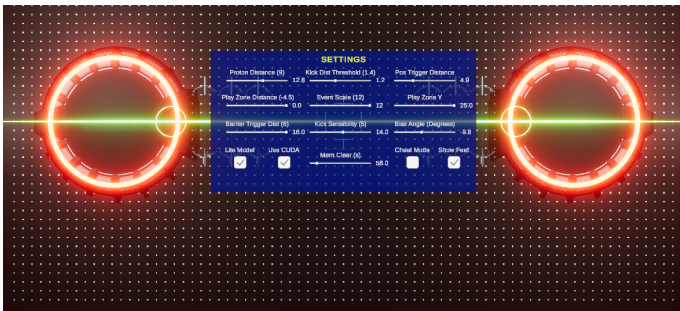 SETTINGS
Proton Distance (9) 12.8 Kick Dist Threshold (1.4) 1.2 Pos Trigger Distance 4.9
Play Zone Distance (-4.5) 0.0 Event Scale (12) 12 Play Zone Y 25.0
Barrier Trigger Dist (6) 16.0 Kick Sensibility (5) 14.0 Bias Angle (Degrees) -9.8
Lite Model Use CUDA Mem Clear (s) 58.0 Cheat Mode Show Feet